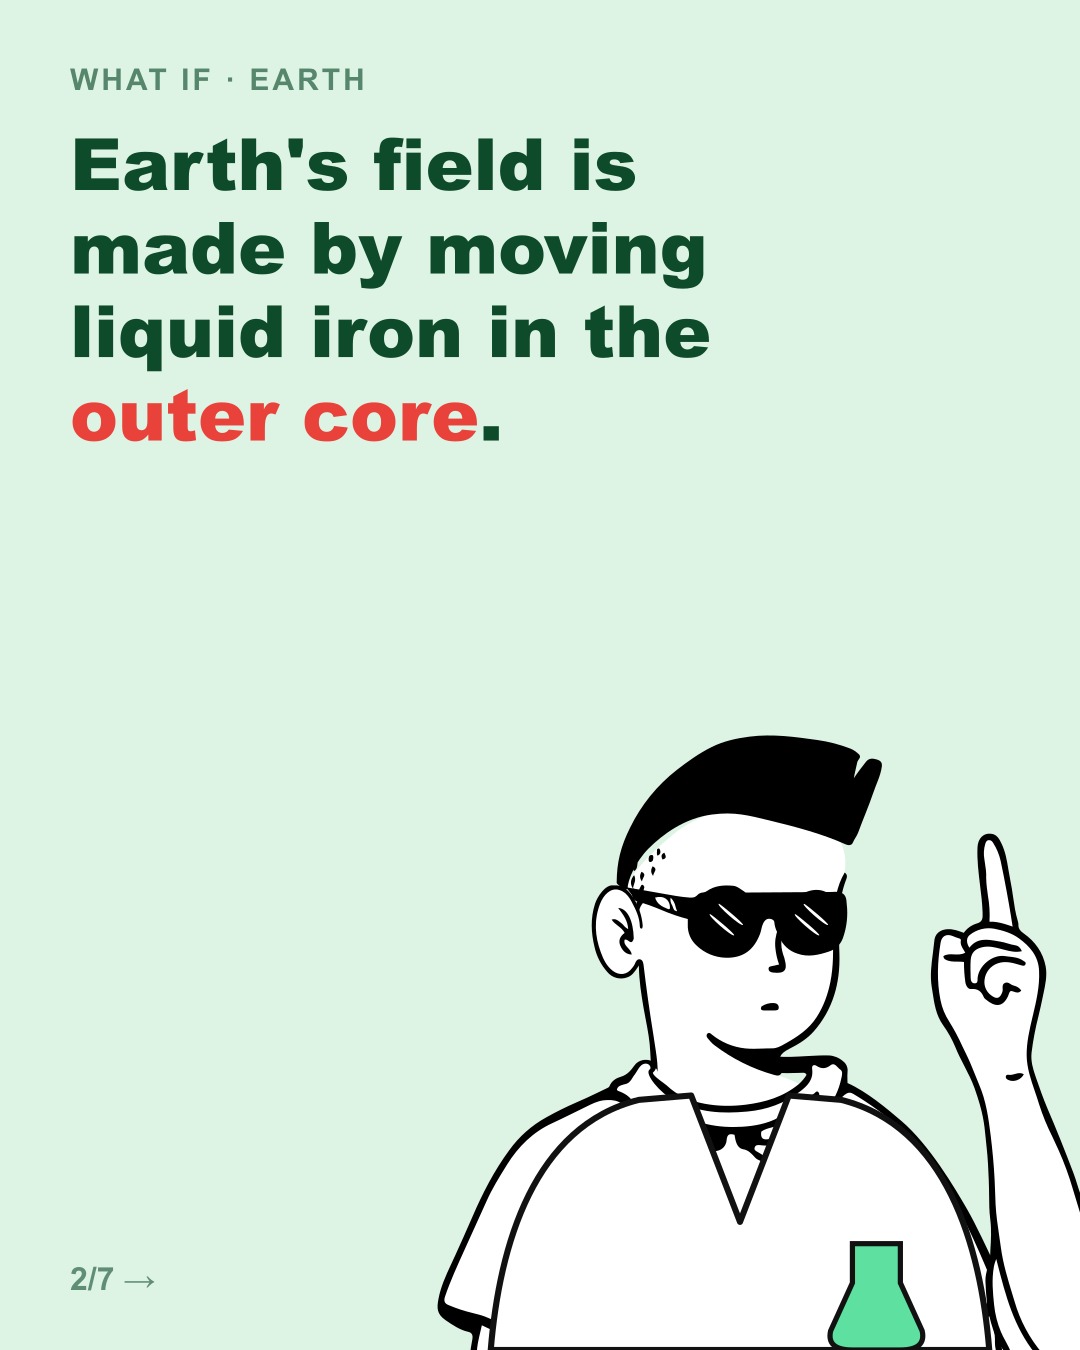 WHAT IF · EARTH
Earth's field is
made by moving
liquid iron in the
outer core.
2/7 →